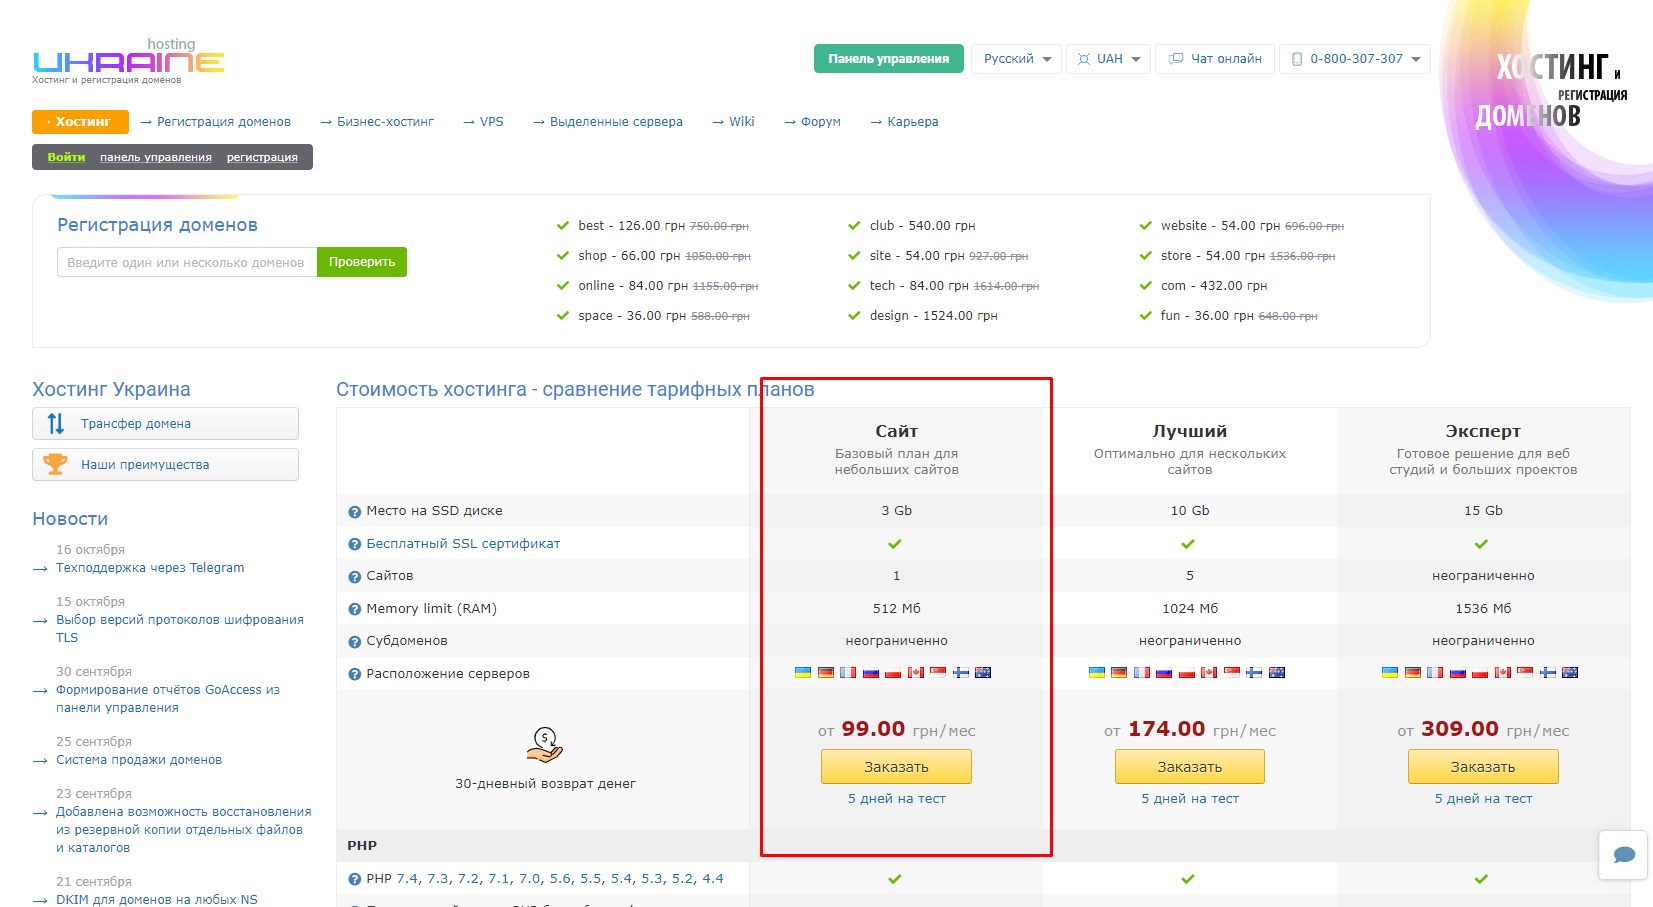 hosting
UKRAINE
Хостинг и регистрация доменов
Панель управления
Русский
UAH
Чат онлайн
0-800-307-307
ХОСТИНГ и
РЕГИСТРАЦИЯ
ДОМЕНОВ
Хостинг
→ Регистрация доменов
→ Бизнес-хостинг
→ VPS
→ Выделенные сервера
→ Wiki
→ Форум
→ Карьера
Войти панель управления регистрация
Регистрация доменов
Введите один или несколько доменов
Проверить
best - 126.00 грн 750.00 грн
club - 540.00 грн
website - 54.00 грн 696.00 грн
shop - 66.00 грн 1050.00 грн
site - 54.00 грн 927.00 грн
store - 54.00 грн 1536.00 грн
online - 84.00 грн 1155.00 грн
tech - 84.00 грн 1614.00 грн
com - 432.00 грн
space - 36.00 грн 588.00 грн
design - 1524.00 грн
fun - 36.00 грн 648.00 грн
Хостинг Украина
Трансфер домена
Наши преимущества
Новости
16 октября
→ Техподдержка через Telegram
15 октября
→ Выбор версий протоколов шифрования
TLS
30 сентября
→ Формирование отчётов GoAccess из
панели управления
25 сентября
→ Система продажи доменов
23 сентября
→ Добавлена возможность восстановления
из резервной копии отдельных файлов
и каталогов
21 сентября
→ DKIM для доменов на любых NS
Стоимость хостинга - сравнение тарифных планов
Сайт
Базовый план для
небольших сайтов
Лучший
Оптимально для нескольких
сайтов
Эксперт
Готовое решение для веб
студий и больших проектов
Место на SSD диске 3 Gb 10 Gb 15 Gb
Бесплатный SSL сертификат
Сайтов 1 5 неограниченно
Memory limit (RAM) 512 Мб 1024 Мб 1536 Мб
Субдоменов неограниченно неограниченно неограниченно
Расположение серверов
30-дневный возврат денег
от 99.00 грн/мес
Заказать
5 дней на тест
от 174.00 грн/мес
Заказать
5 дней на тест
от 309.00 грн/мес
Заказать
5 дней на тест
PHP
PHP 7.4, 7.3, 7.2, 7.1, 7.0, 5.6, 5.5, 5.4, 5.3, 5.2, 4.4